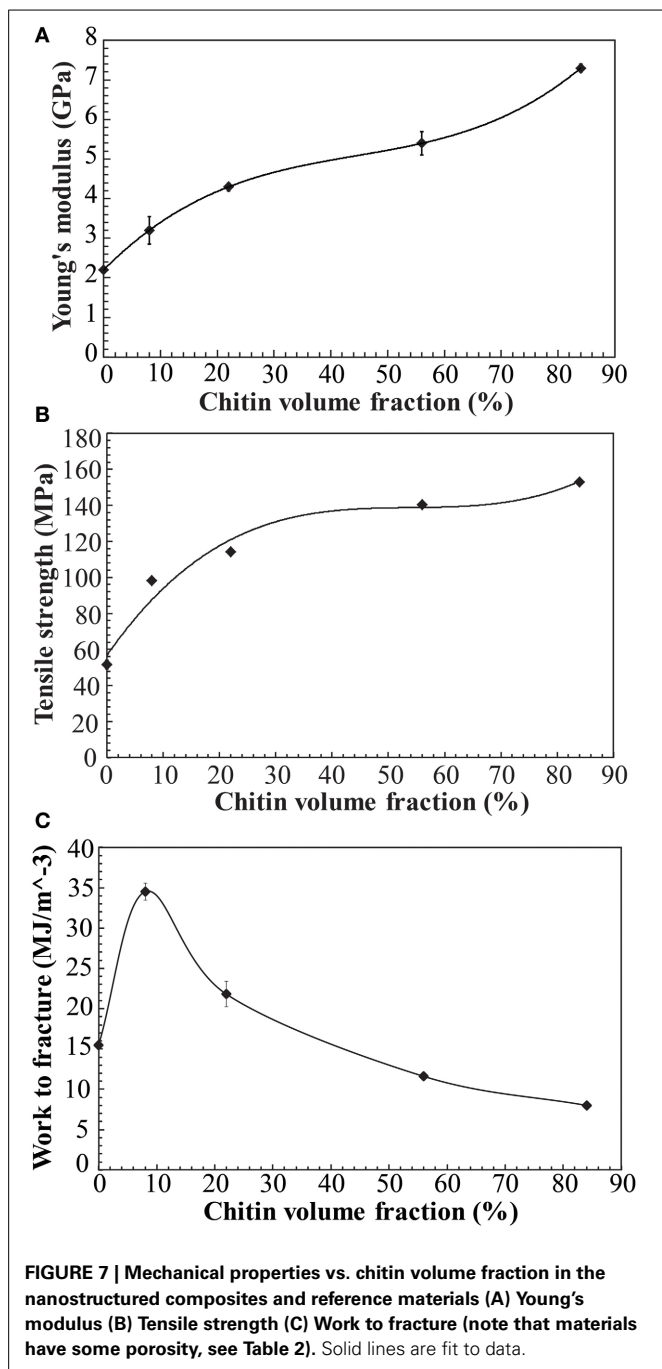 A
8
7
6
5
4
3
2
1
0
Young's modulus (GPa)
0 10 20 30 40 50 60 70 80 90
Chitin volume fraction (%)
B
180
160
140
120
100
80
60
40
20
0
Tensile strength (MPa)
0 10 20 30 40 50 60 70 80 90
Chitin volume fraction (%)
C
40
35
30
25
20
15
10
5
0
Work to fracture (MJ/m^-3)
0 10 20 30 40 50 60 70 80 90
Chitin volume fraction (%)
FIGURE 7 | Mechanical properties vs. chitin volume fraction in the
nanostructured composites and reference materials (A) Young's
modulus (B) Tensile strength (C) Work to fracture (note that materials
have some porosity, see Table 2). Solid lines are fit to data.